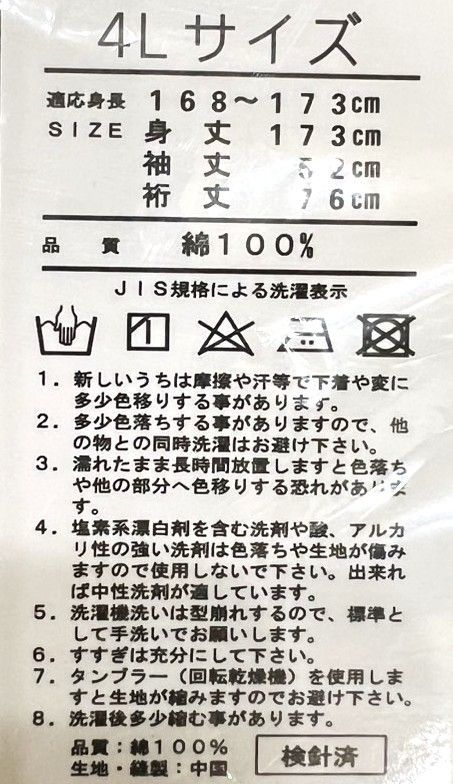 4Lサイズ
適応身長 168~173cm
SIZE 身丈 173cm
袖丈 52cm
裄丈 76cm
品質 綿100%
JIS規格による洗濯表示
1. 新しいうちは摩擦や汗等で下着や変に
多少色移りする事があります。
2. 多少色落ちする事がありますので、他
の物との同時洗濯はお避け下さい。
3. 濡れたまま長時間放置しますと色落ち
や他の部分へ色移りする恐れがありま
す。
4. 塩素系漂白剤を含む洗剤や酸、アルカ
リ性の強い洗剤は色落ちや生地が傷み
ますので使用しないで下さい。出来れ
ば中性洗剤が適しています。
5. 洗濯機洗いは型崩れするので、標準と
して手洗いでお願いします。
6. すすぎは充分にして下さい。
7. タンブラー(回転乾燥機)を使用しま
すと生地が縮みますのでお避け下さい。
8. 洗濯後多少縮む事があります。
品質:綿100%
生地・縫製:中国
検針済